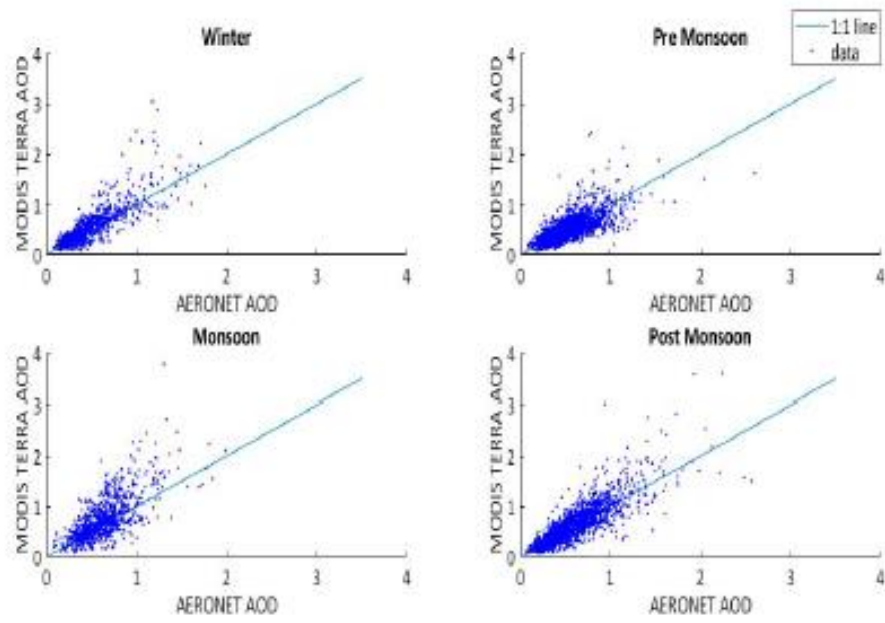 Winter
4
3
2
1
0
MODIS TERRA AOD
0 1 2 3 4
AERONET AOD
Pre Monsoon
1:1 line
data
4
3
2
1
0
MODIS TERRA AOD
0 1 2 3 4
AERONET AOD
Monsoon
4
3
2
1
0
MODIS TERRA AOD
0 1 2 3 4
AERONET AOD
Post Monsoon
4
3
2
1
0
MODIS TERRA AOD
0 1 2 3 4
AERONET AOD